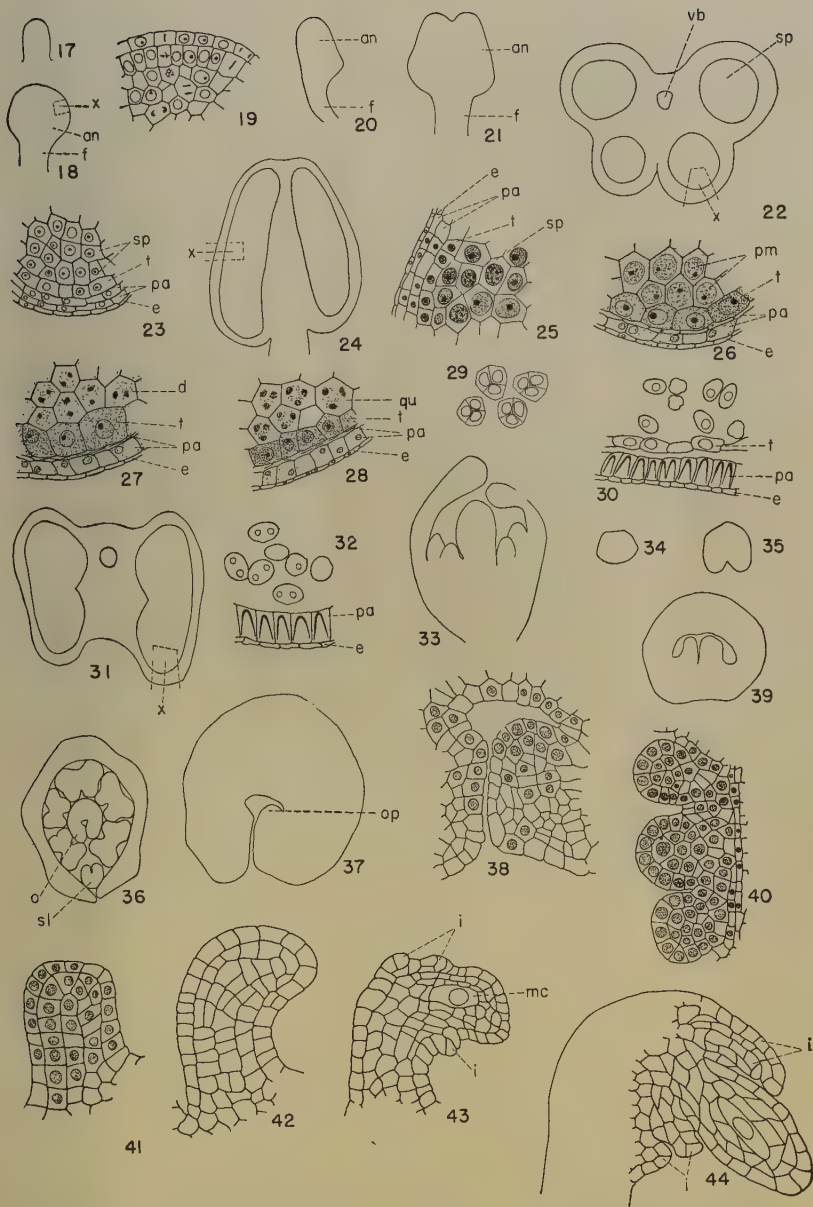 17
x
an
f
18
19
an
f
20
an
f
21
vb
sp
x
22
sp
t
pa
e
23
x
24
e
pa
t
sp
25
pm
t
pa
e
26
d
t
pa
e
27
qu
t
pa
e
28
29
t
pa
e
30
x
31
32
pa
e
33
34
35
39
o
sl
36
op
37
38
40
41
42
i
mc
i
43
i
i
44